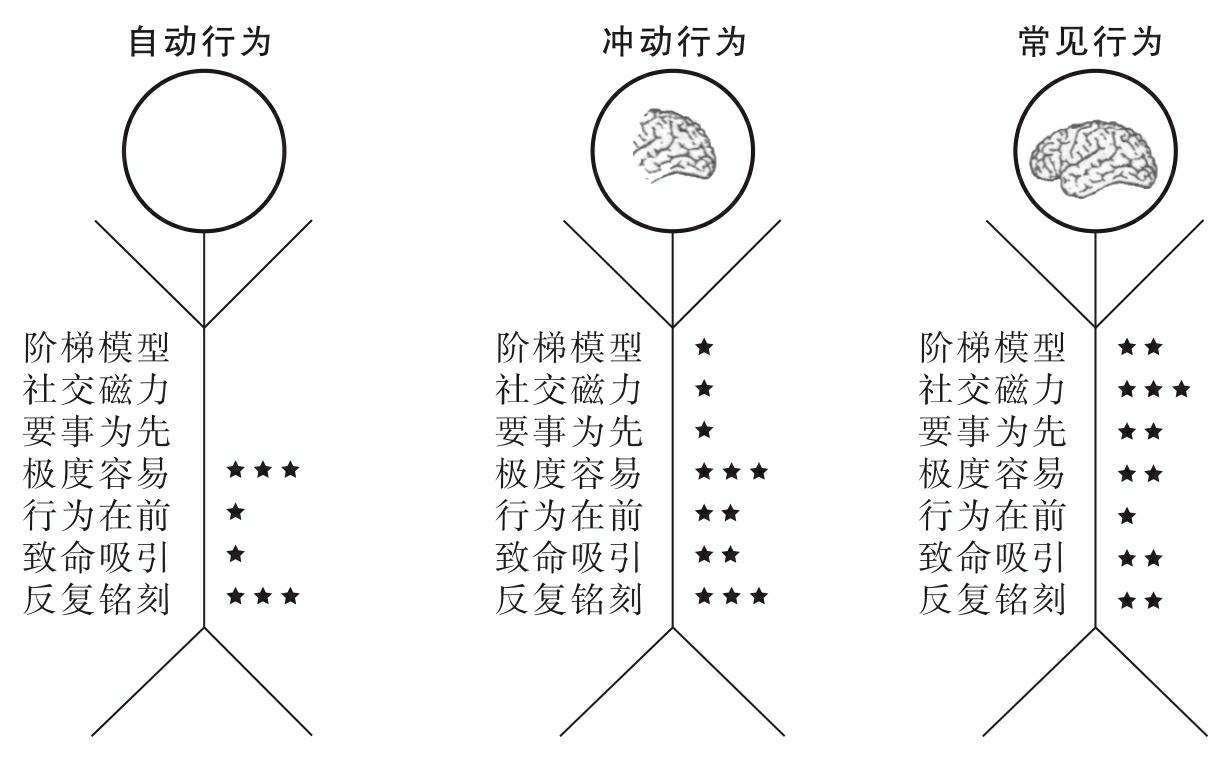 自动行为
阶梯模型
社交磁力
要事为先
极度容易 ★★★
行为在前 ★
致命吸引 ★
反复铭刻 ★★★
冲动行为
阶梯模型 ★
社交磁力 ★
要事为先 ★
极度容易 ★★★
行为在前 ★★
致命吸引 ★★
反复铭刻 ★★★
常见行为
阶梯模型 ★★
社交磁力 ★★★
要事为先 ★★
极度容易 ★★
行为在前 ★
致命吸引 ★★
反复铭刻 ★★